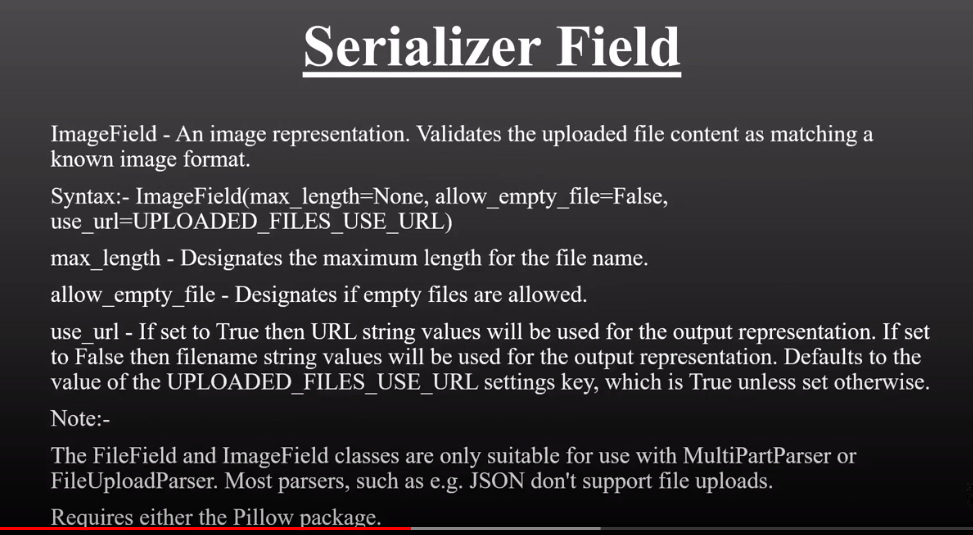 Serializer Field
ImageField - An image representation. Validates the uploaded file content as matching a
known image format.
Syntax:- ImageField(max_length=None, allow_empty_file=False,
use_url=UPLOADED_FILES_USE_URL)
max_length - Designates the maximum length for the file name.
allow_empty_file - Designates if empty files are allowed.
use_url - If set to True then URL string values will be used for the output representation. If set
to False then filename string values will be used for the output representation. Defaults to the
value of the UPLOADED_FILES_USE_URL settings key, which is True unless set otherwise.
Note:-
The FileField and ImageField classes are only suitable for use with MultiPartParser or
FileUploadParser. Most parsers, such as e.g. JSON don't support file uploads.
Requires either the Pillow package.